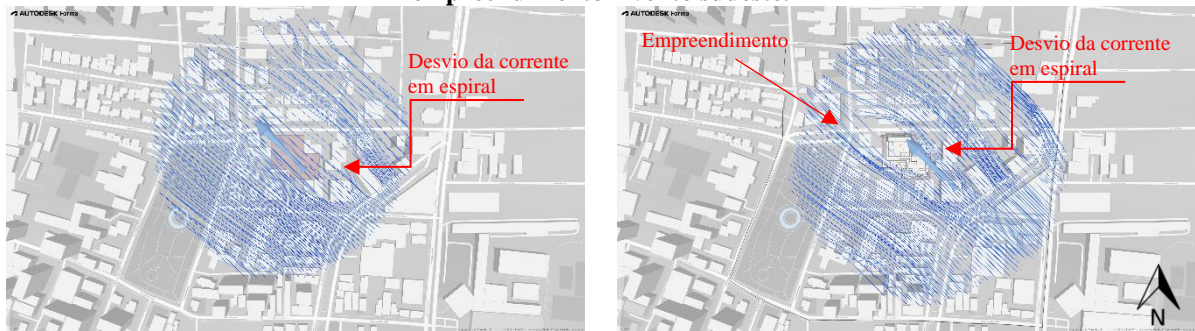 AUTODESK Forma
Desvio da corrente
em espiral
AUTODESK Forma
Empreendimento
Desvio da corrente
em espiral
N